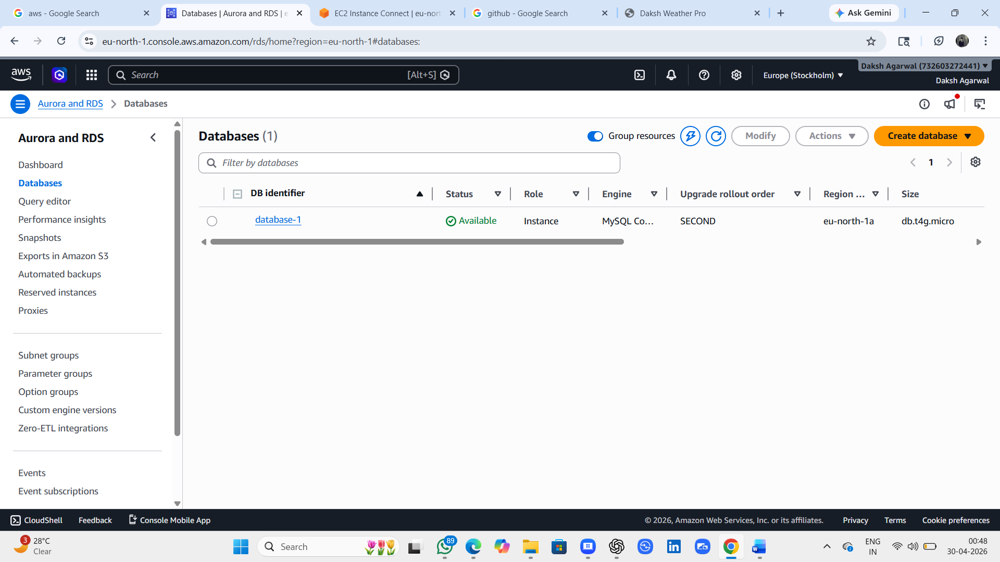 aws - Google Search
Databases | Aurora and RDS | e
EC2 Instance Connect | eu-nort
github - Google Search
Daksh Weather Pro
Ask Gemini
eu-north-1.console.aws.amazon.com/rds/home?region=eu-north-1#databases:
aws
Search
[Alt+S]
Europe (Stockholm)
Daksh Agarwal (732603272441)
Daksh Agarwal
Aurora and RDS
Databases
Aurora and RDS
Dashboard
Databases
Query editor
Performance insights
Snapshots
Exports in Amazon S3
Automated backups
Reserved instances
Proxies
Subnet groups
Parameter groups
Option groups
Custom engine versions
Zero-ETL integrations
Events
Event subscriptions
Databases (1)
Group resources
Modify
Actions
Create database
Filter by databases
1
DB identifier
Status
Role
Engine
Upgrade rollout order
Region ...
Size
database-1
Available
Instance
MySQL Co...
SECOND
eu-north-1a
db.t4g.micro
CloudShell
Feedback
Console Mobile App
© 2026, Amazon Web Services, Inc. or its affiliates.
Privacy
Terms
Cookie preferences
3
28°C
Clear
Search
89
ENG
IN
00:48
30-04-2026